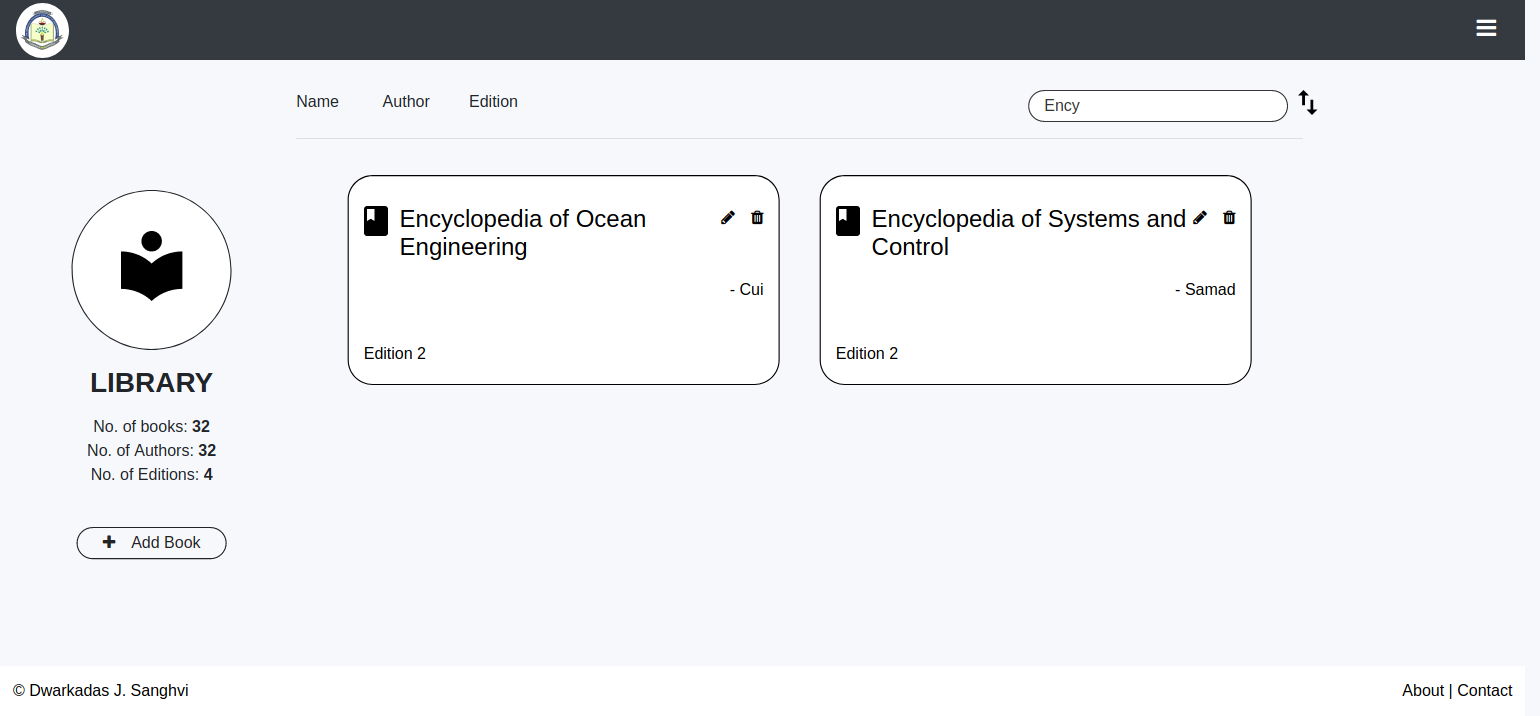 Name Author Edition Ency
Encyclopedia of Ocean
Engineering
- Cui
Edition 2
Encyclopedia of Systems and
Control
- Samad
Edition 2
LIBRARY
No. of books: 32
No. of Authors: 32
No. of Editions: 4
Add Book
© Dwarkadas J. Sanghvi
About | Contact